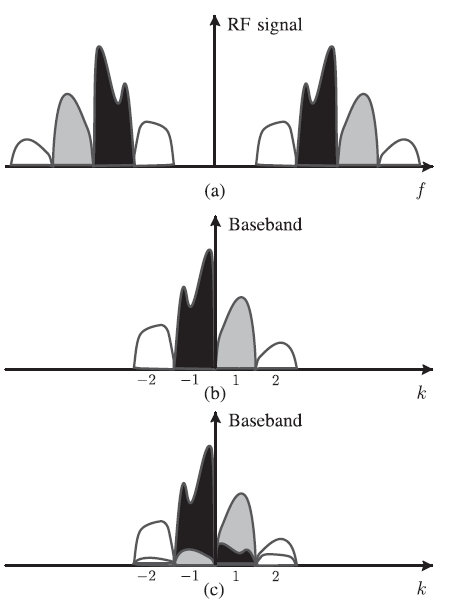 RF signal
(a)
f
Baseband
−2 −1 1 2
(b)
k
Baseband
−2 −1 1 2
(c)
k